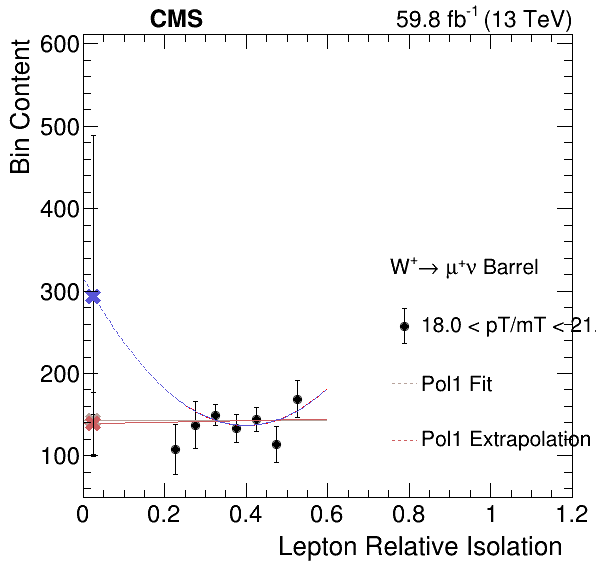 CMS
59.8 fb⁻¹ (13 TeV)
Bin Content
600
500
400
300
200
100
W⁺→ μ⁺ν Barrel
18.0 < pT/mT < 21.
Pol1 Fit
Pol1 Extrapolation
0 0.2 0.4 0.6 0.8 1 1.2
Lepton Relative Isolation